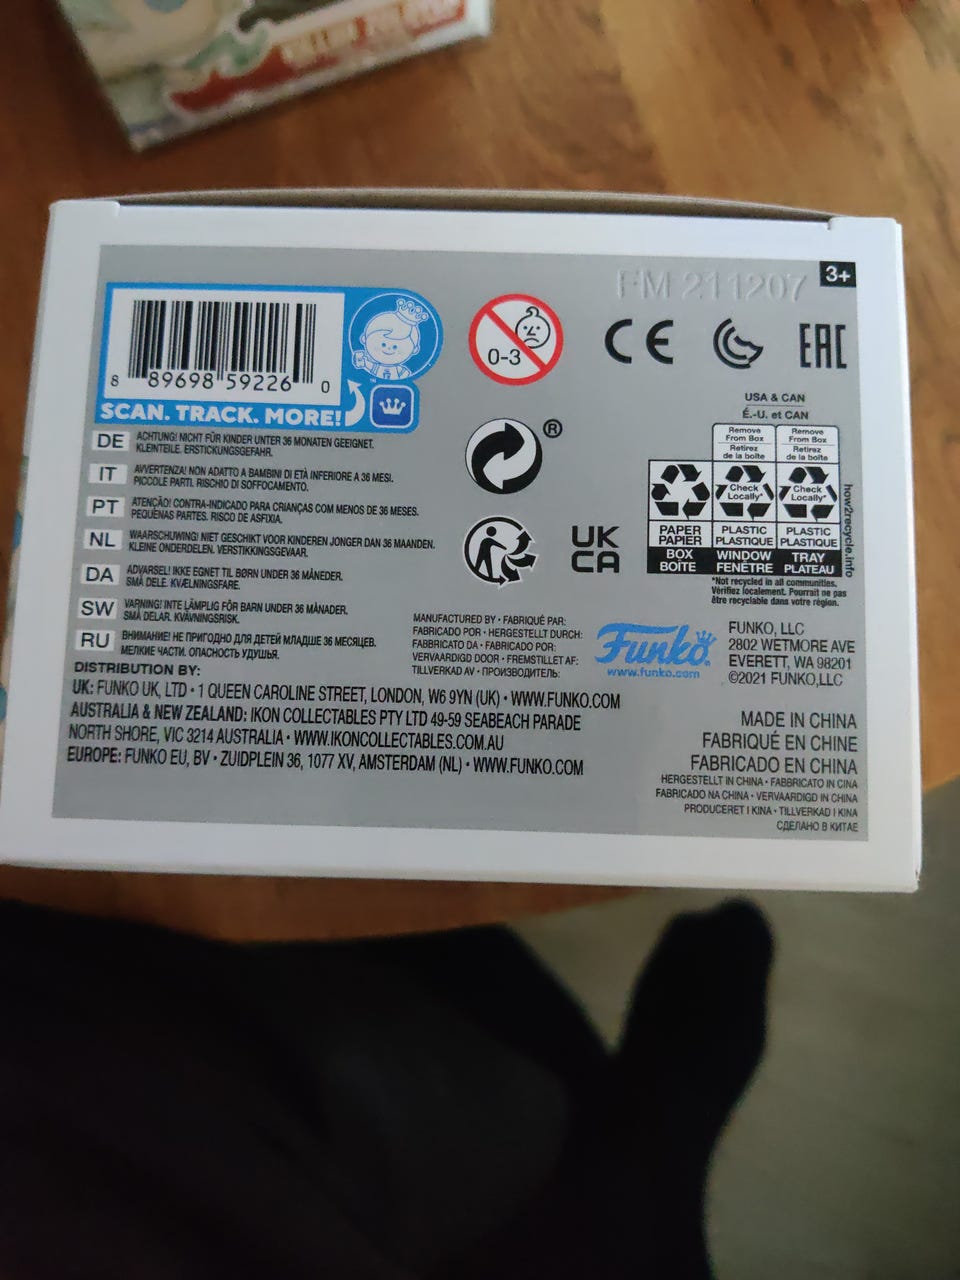 FM 211207
3+
8 89698 59226 0
SCAN. TRACK. MORE!
0-3
CE
EAC
®
UK
CA
USA & CAN
É.-U. et CAN
Remove
From Box
Retirez
de la boîte
Remove
From Box
Retirez
de la boîte
Check
Locally*
Check
Locally*
PAPER
PAPIER
PLASTIC
PLASTIQUE
PLASTIC
PLASTIQUE
BOX
BOÎTE
WINDOW
FENÊTRE
TRAY
PLATEAU
how2recycle.info
*Not recycled in all communities.
Vérifiez localement. Pourrait ne pas
être recyclable dans votre région.
DE ACHTUNG! NICHT FÜR KINDER UNTER 36 MONATEN GEEIGNET.
KLEINTEILE. ERSTICKUNGSGEFAHR.
IT AVVERTENZA! NON ADATTO A BAMBINI DI ETÀ INFERIORE A 36 MESI.
PICCOLE PARTI. RISCHIO DI SOFFOCAMENTO.
PT ATENÇÃO! CONTRA-INDICADO PARA CRIANÇAS COM MENOS DE 36 MESES.
PEQUENAS PARTES. RISCO DE ASFIXIA.
NL WAARSCHUWING! NIET GESCHIKT VOOR KINDEREN JONGER DAN 36 MAANDEN.
KLEINE ONDERDELEN. VERSTIKKINGSGEVAAR.
DA ADVARSEL! IKKE EGNET TIL BØRN UNDER 36 MÅNEDER.
SMÅ DELE. KVÆLNINGSFARE.
SW VARNING! INTE LÄMPLIG FÖR BARN UNDER 36 MÅNADER.
SMÅ DELAR. KVÄVNINGSRISK.
RU ВНИМАНИЕ! НЕ ПРИГОДНО ДЛЯ ДЕТЕЙ МЛАДШЕ 36 МЕСЯЦЕВ.
МЕЛКИЕ ЧАСТИ. ОПАСНОСТЬ УДУШЬЯ.
MANUFACTURED BY • FABRIQUÉ PAR:
FABRICADO POR • HERGESTELLT DURCH:
FABBRICATO DA • FABRICADO POR:
VERVAARDIGD DOOR • FREMSTILLET AF:
TILLVERKAD AV • ПРОИЗВОДИТЕЛЬ:
Funko
www.funko.com
FUNKO, LLC
2802 WETMORE AVE
EVERETT, WA 98201
©2021 FUNKO,LLC
DISTRIBUTION BY:
UK: FUNKO UK, LTD • 1 QUEEN CAROLINE STREET, LONDON, W6 9YN (UK) • WWW.FUNKO.COM
AUSTRALIA & NEW ZEALAND: IKON COLLECTABLES PTY LTD 49-59 SEABEACH PARADE
NORTH SHORE, VIC 3214 AUSTRALIA • WWW.IKONCOLLECTABLES.COM.AU
EUROPE: FUNKO EU, BV • ZUIDPLEIN 36, 1077 XV, AMSTERDAM (NL) • WWW.FUNKO.COM
MADE IN CHINA
FABRIQUÉ EN CHINE
FABRICADO EN CHINA
HERGESTELLT IN CHINA • FABBRICATO IN CINA
FABRICADO NA CHINA • VERVAARDIGD IN CHINA
PRODUCERET I KINA • TILLVERKAD I KINA
СДЕЛАНО В КИТАЕ